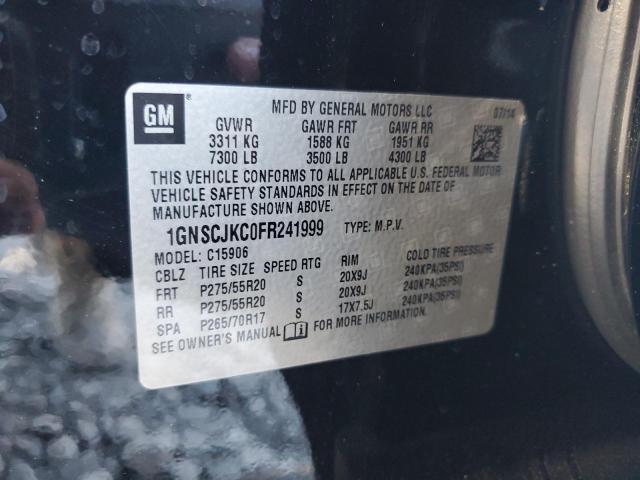 GM
MFD BY GENERAL MOTORS LLC 07/14
GVWR GAWR FRT GAWR RR
3311 KG 1588 KG 1951 KG
7300 LB 3500 LB 4300 LB
THIS VEHICLE CONFORMS TO ALL APPLICABLE U.S. FEDERAL MOTOR
VEHICLE SAFETY STANDARDS IN EFFECT ON THE DATE OF
MANUFACTURE SHOWN ABOVE.
1GNSCJKC0FR241999 TYPE: M.P.V.
MODEL: C15906
CBLZ TIRE SIZE SPEED RTG RIM COLD TIRE PRESSURE
FRT P275/55R20 S 20X9J 240KPA(35PSI)
RR P275/55R20 S 20X9J 240KPA(35PSI)
SPA P265/70R17 S 17X7.5J 240KPA(35PSI)
SEE OWNER'S MANUAL FOR MORE INFORMATION.